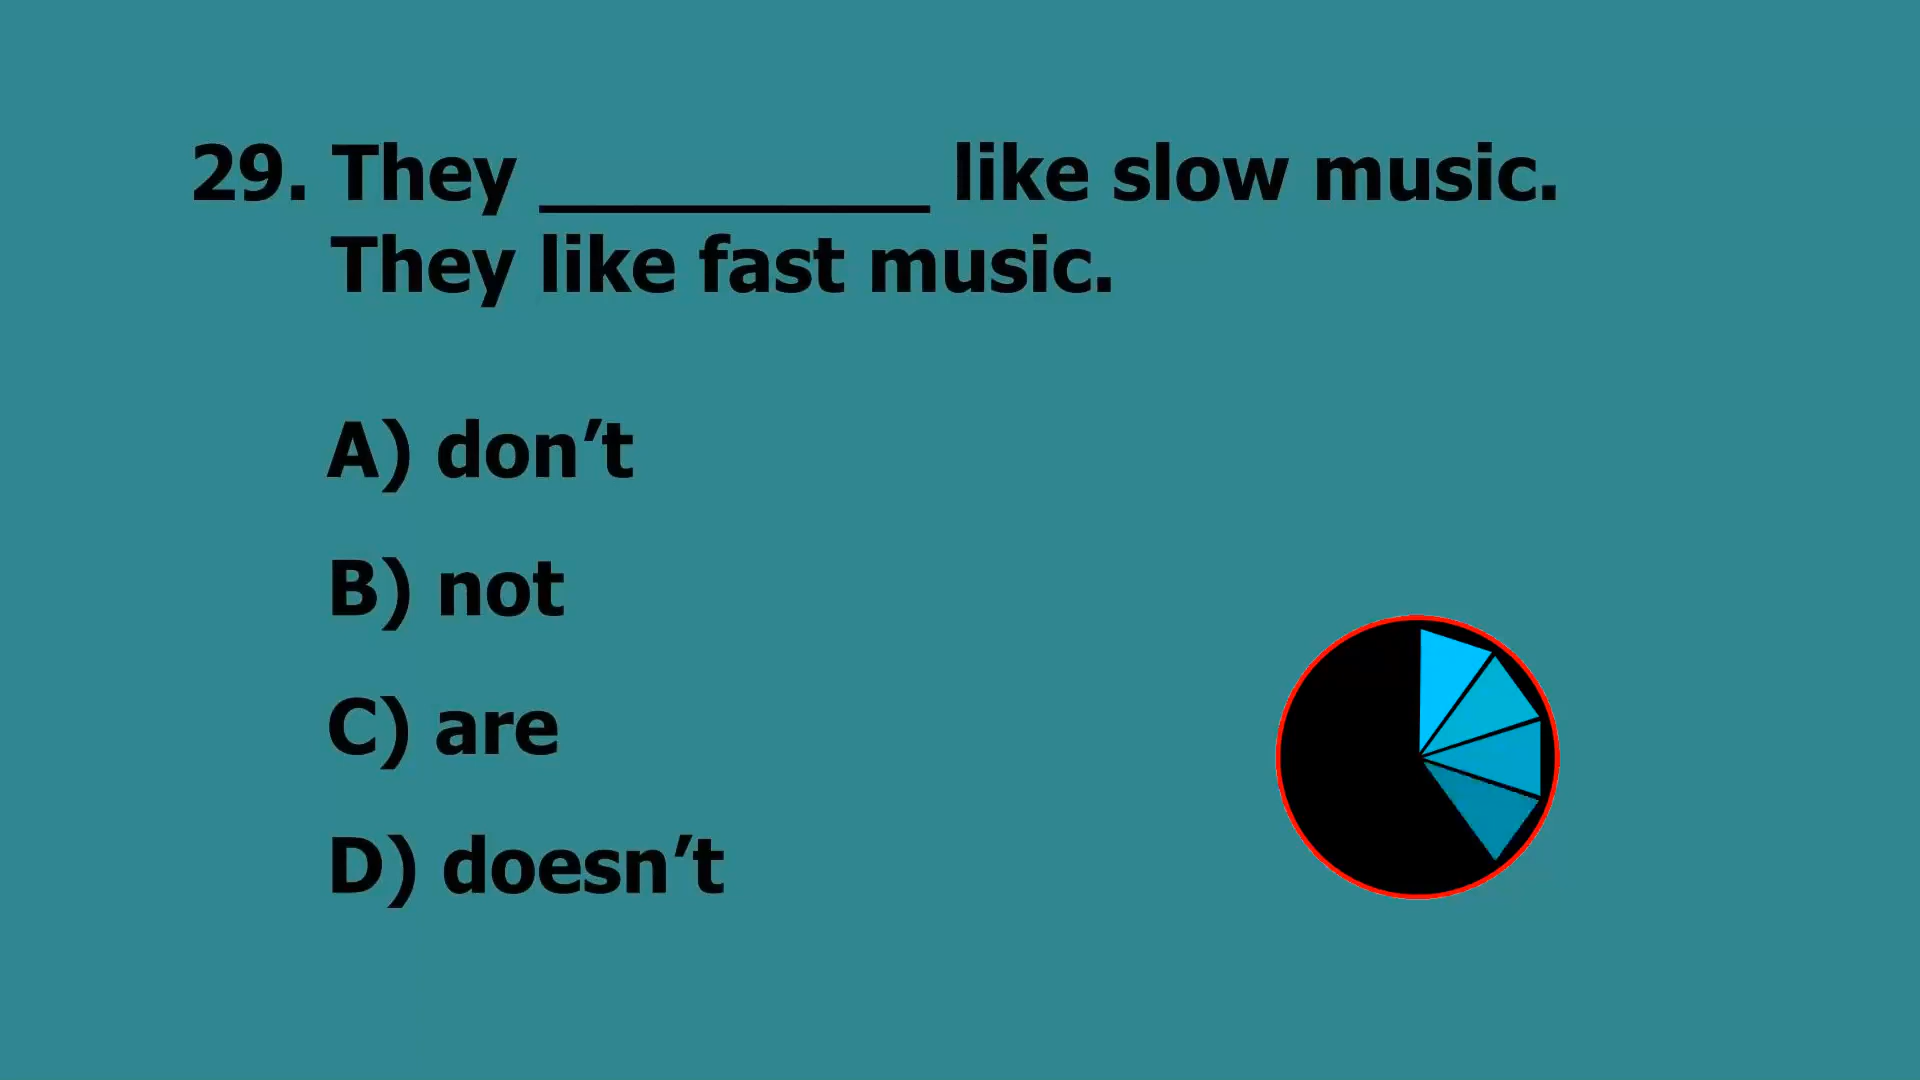 29. They __________ like slow music.
They like fast music.
A) don’t
B) not
C) are
D) doesn’t